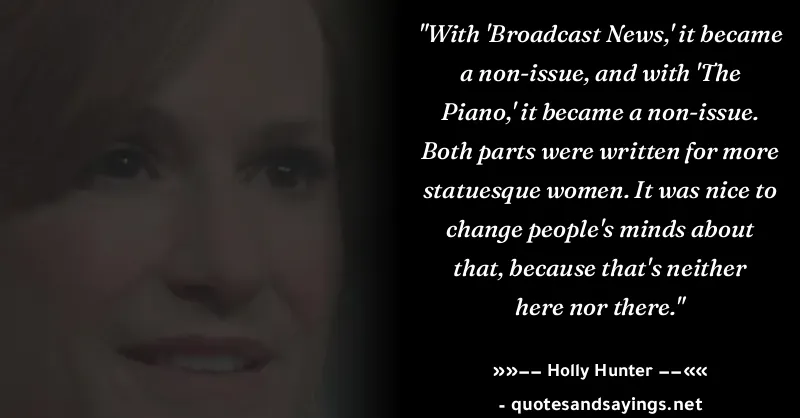 "With 'Broadcast News,' it became
a non-issue, and with 'The
Piano,' it became a non-issue.
Both parts were written for more
statuesque women. It was nice to
change people's minds about
that, because that's neither
here nor there."
»»−− Holly Hunter −−««
- quotesandsayings.net